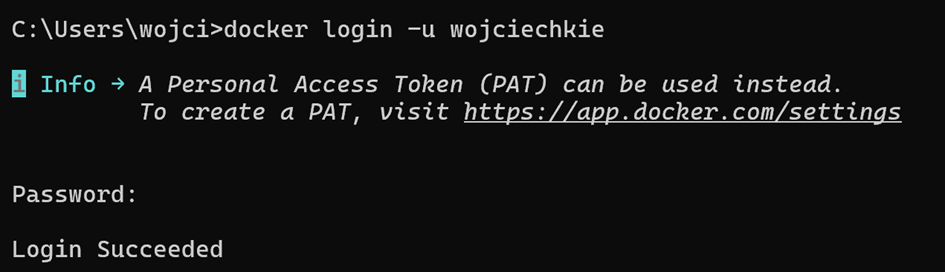 C:\Users\wojci>docker login -u wojciechkie
i Info → A Personal Access Token (PAT) can be used instead.
To create a PAT, visit https://app.docker.com/settings
Password:
Login Succeeded